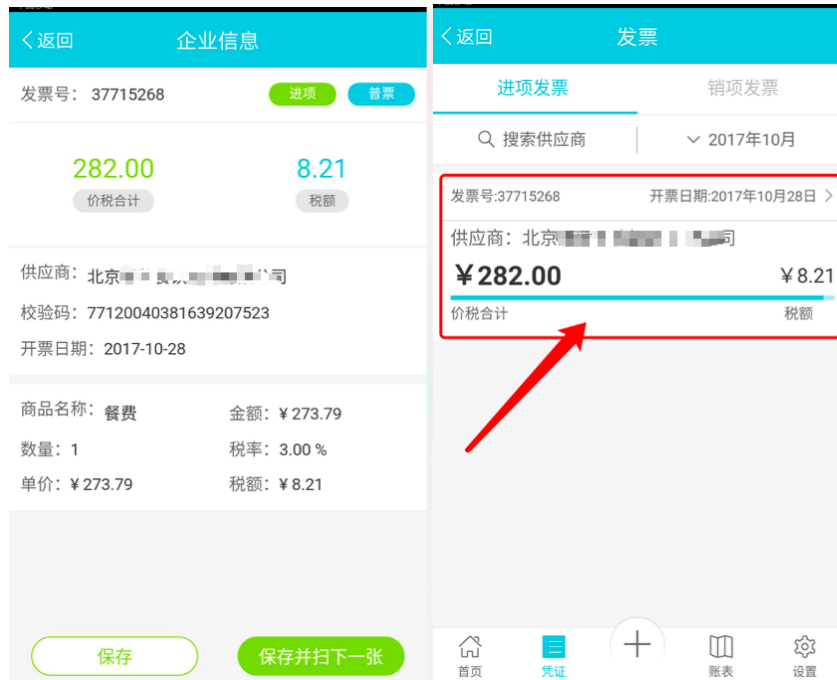 返回
企业信息
发票号： 37715268
进项
普票
282.00
8.21
价税合计
税额
供应商：北京 司
校验码：77120040381639207523
开票日期：2017-10-28
商品名称：餐费
金额：¥273.79
数量：1
税率：3.00 %
单价：¥273.79
税额：¥8.21
保存
保存并扫下一张
返回
发票
进项发票
销项发票
搜索供应商
2017年10月
发票号:37715268
开票日期:2017年10月28日
供应商：北京 司
¥282.00
¥8.21
价税合计
税额
首页
凭证
账表
设置